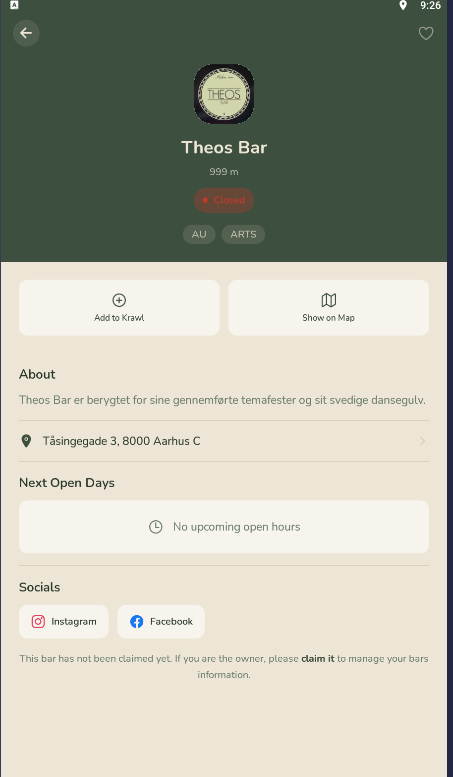 A
9:26
THEOS
BAR
Theos Bar
999 m
Closed
AU
ARTS
Add to Krawl
Show on Map
About
Theos Bar er berygtet for sine gennemførte temafester og sit svedige dansegulv.
Tåsingegade 3, 8000 Aarhus C
Next Open Days
No upcoming open hours
Socials
Instagram
Facebook
This bar has not been claimed yet. If you are the owner, please claim it to manage your bars
information.